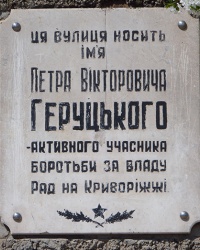 ця вулиця носить
ім'я
Петра Вікторовича
Геруцького
-активного учасника
боротьби за владу
Рад на Криворіжжі.